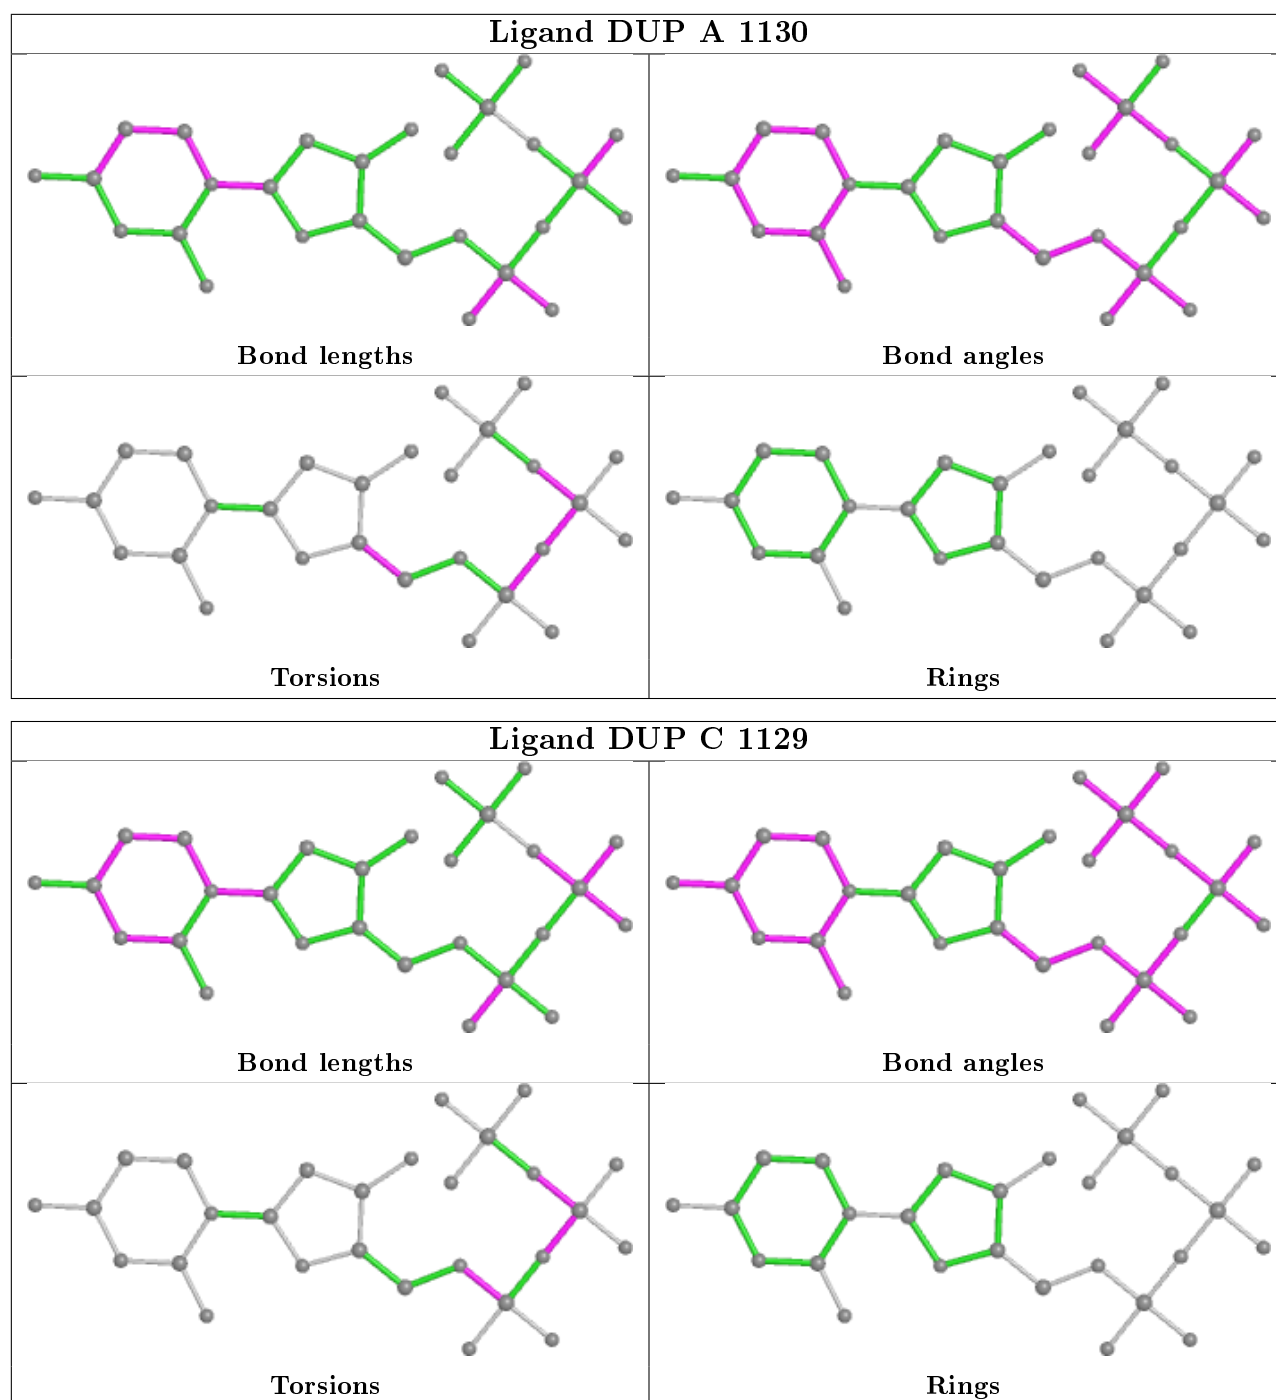 Ligand DUP A 1130
Bond lengths
Bond angles
Torsions
Rings
Ligand DUP C 1129
Bond lengths
Bond angles
Torsions
Rings